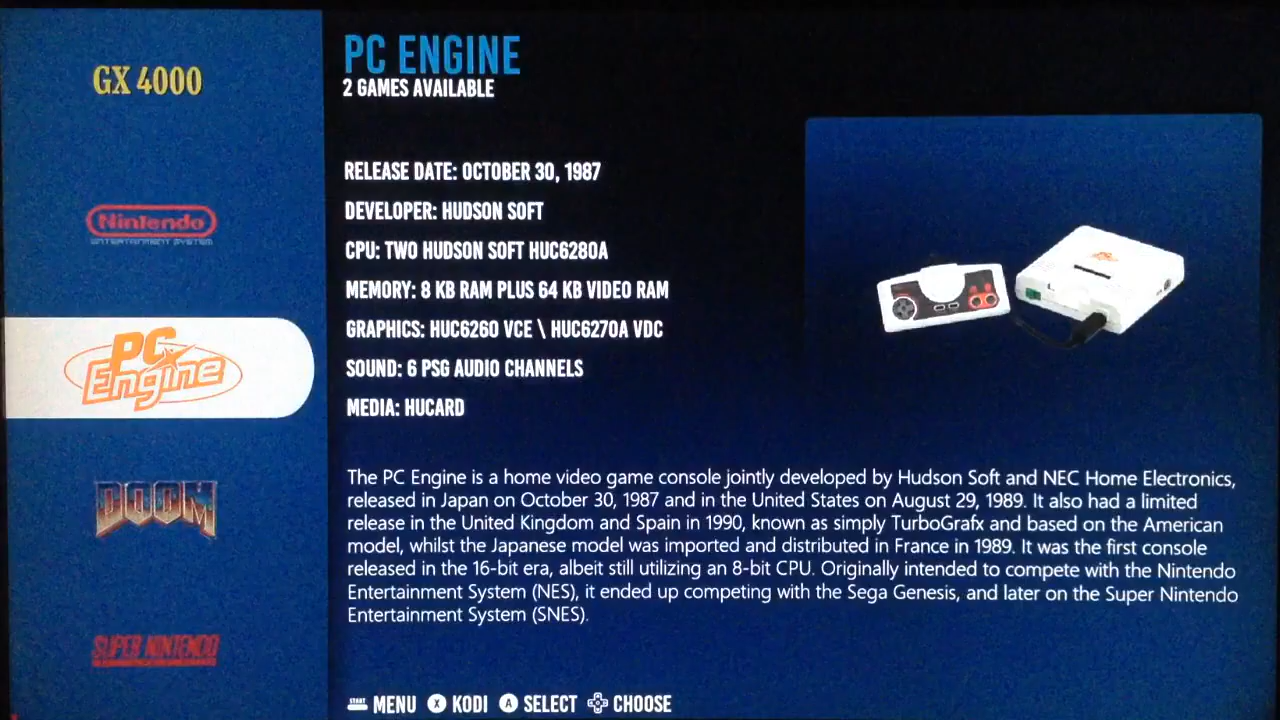 GX 4000
Nintendo
ENTERTAINMENT SYSTEM
PC Engine
DOOM
SUPER NINTENDO
PC ENGINE
2 GAMES AVAILABLE
RELEASE DATE: OCTOBER 30, 1987
DEVELOPER: HUDSON SOFT
CPU: TWO HUDSON SOFT HUC6280A
MEMORY: 8 KB RAM PLUS 64 KB VIDEO RAM
GRAPHICS: HUC6260 VCE \ HUC6270A VDC
SOUND: 6 PSG AUDIO CHANNELS
MEDIA: HUCARD
The PC Engine is a home video game console jointly developed by Hudson Soft and NEC Home Electronics,
released in Japan on October 30, 1987 and in the United States on August 29, 1989. It also had a limited
release in the United Kingdom and Spain in 1990, known as simply TurboGrafx and based on the American
model, whilst the Japanese model was imported and distributed in France in 1989. It was the first console
released in the 16-bit era, albeit still utilizing an 8-bit CPU. Originally intended to compete with the Nintendo
Entertainment System (NES), it ended up competing with the Sega Genesis, and later on the Super Nintendo
Entertainment System (SNES).
START MENU X KODI A SELECT CHOOSE